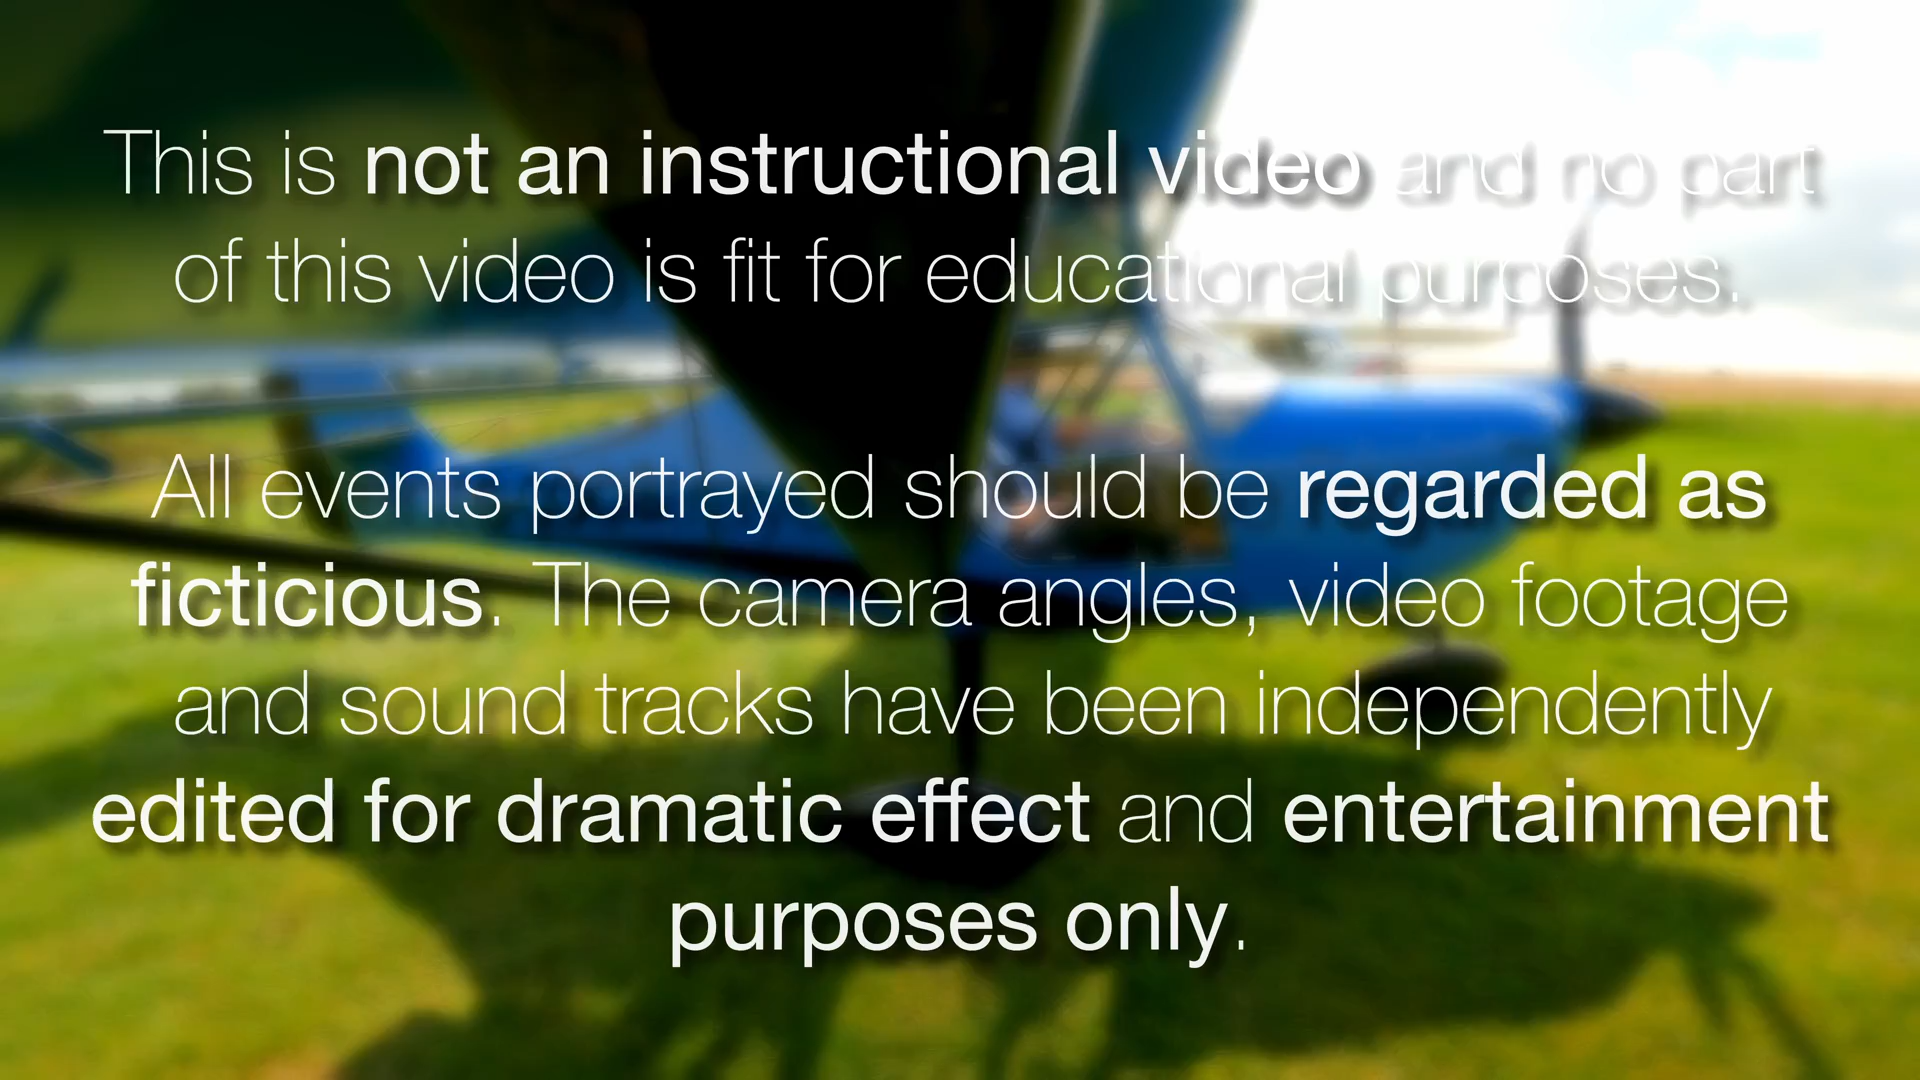 This is not an instructional video and no part
of this video is fit for educational purposes.
All events portrayed should be regarded as
ficticious. The camera angles, video footage
and sound tracks have been independently
edited for dramatic effect and entertainment
purposes only.